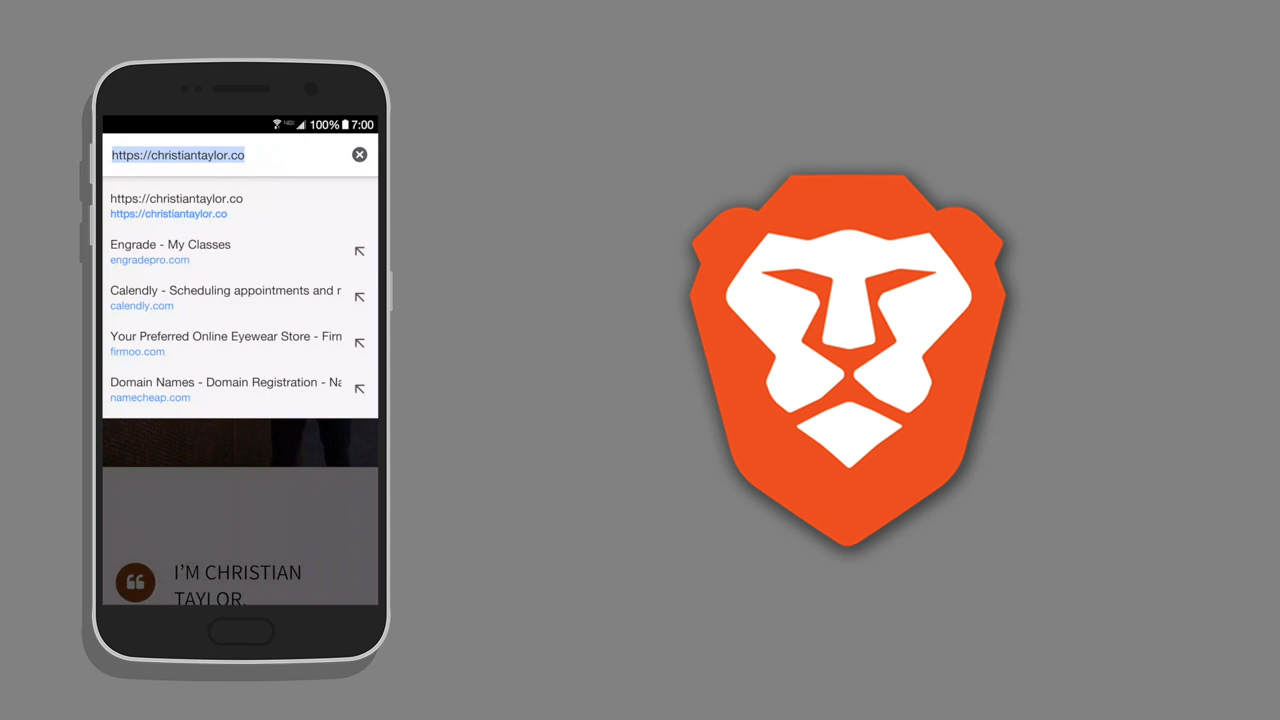 100% 7:00
https://christiantaylor.co
https://christiantaylor.co
https://christiantaylor.co
Engrade - My Classes
engradepro.com
Calendly - Scheduling appointments and r
calendly.com
Your Preferred Online Eyewear Store - Firn
firmoo.com
Domain Names - Domain Registration - Na
namecheap.com
I'M CHRISTIAN
TAYLOR.